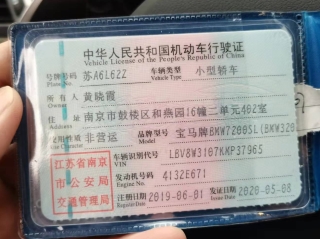 中华人民共和国机动车行驶证
Vehicle License of the People's Republic of China
号牌号码 苏A6L62Z 车辆类型 小型轿车
Plate No. Vehicle Type
所有人 黄晓霞
Owner
住址 南京市鼓楼区和燕园16幢二单元402室
Address
使用性质 非营运 品牌型号 宝马牌BMW7200SL(BMW320
Use Character Model
江苏省南京
市公安局
交通管理局
车辆识别代号 LBV8W3107KMP37965
VIN
发动机号码 4132E671
Engine No.
注册日期 2019-06-01 发证日期 2020-05-08
Register Date Issue Date